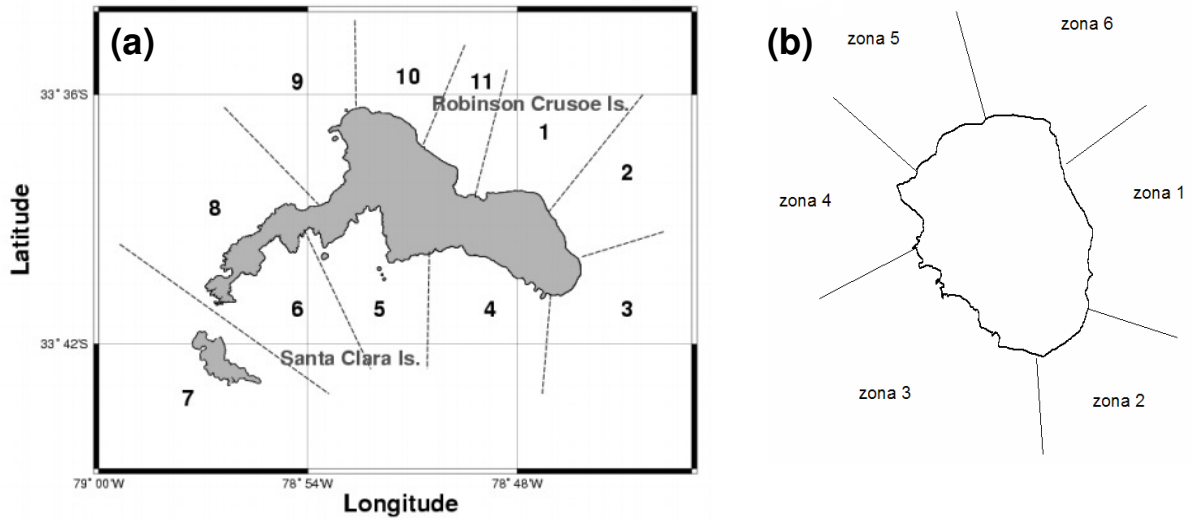 (a)
9
10
11
33° 36'S
Robinson Crusoe Is.
1
2
8
Latitude
6
5
4
3
33° 42'S
Santa Clara Is.
7
79° 00'W
78° 54'W
78° 48'W
Longitude
(b)
zona 5
zona 6
zona 4
zona 1
zona 3
zona 2